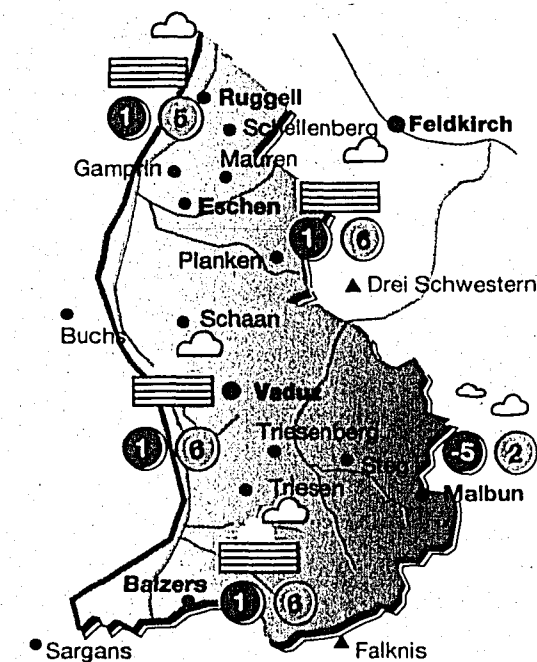 Ruggell
1 5
Schellenberg
Feldkirch
Gamprin
Mauren
Eschen
1 6
Planken
Drei Schwestern
Buchs
Schaan
Vaduz
1 6
Triesenberg
Steg
-5 2
Triesen
Malbun
Balzers
1 6
Sargans
Falknis